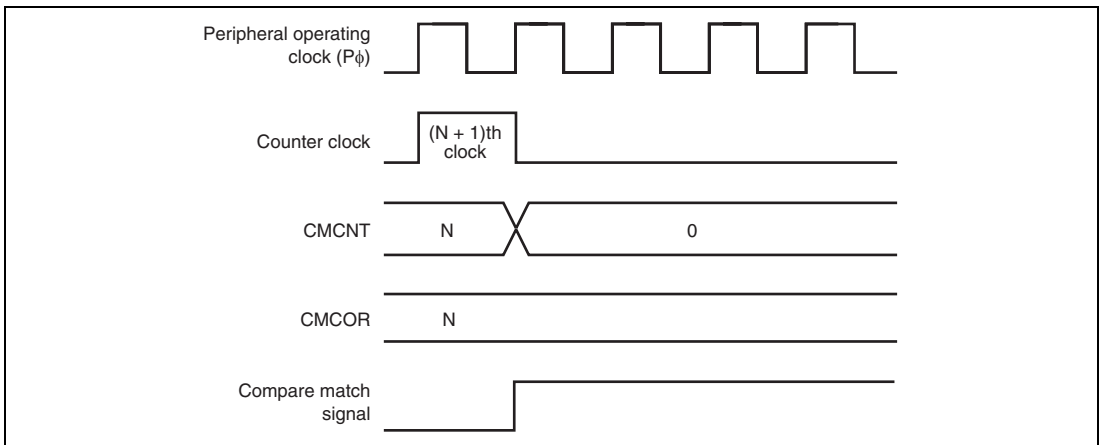 Peripheral operating
clock (Pϕ)
Counter clock
(N + 1)th
clock
CMCNT
N
0
CMCOR
N
Compare match
signal